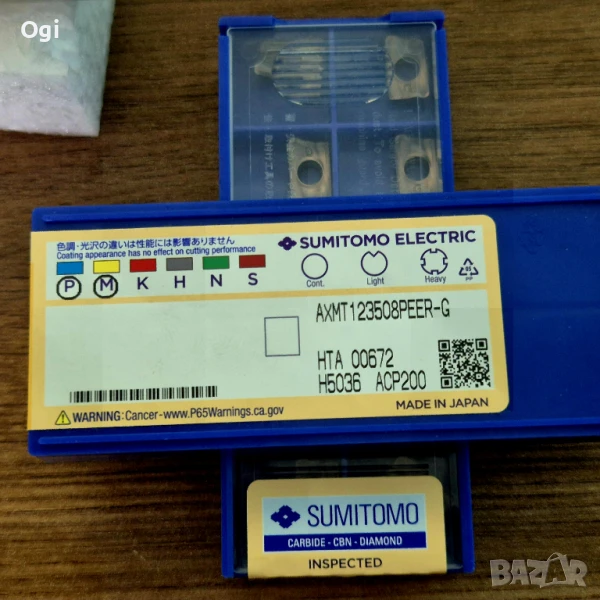 Ogi
色調・光沢の違いは性能には影響ありません
Coating appearance has no effect on cutting performance
SUMITOMO ELECTRIC
P M K H N S
Cont. Light Heavy
PP
AXMT123508PEER-G
HTA 00672
H5036 ACP200
WARNING: Cancer-www.P65Warnings.ca.gov
MADE IN JAPAN
SUMITOMO
CARBIDE - CBN - DIAMOND
INSPECTED
BAZAR